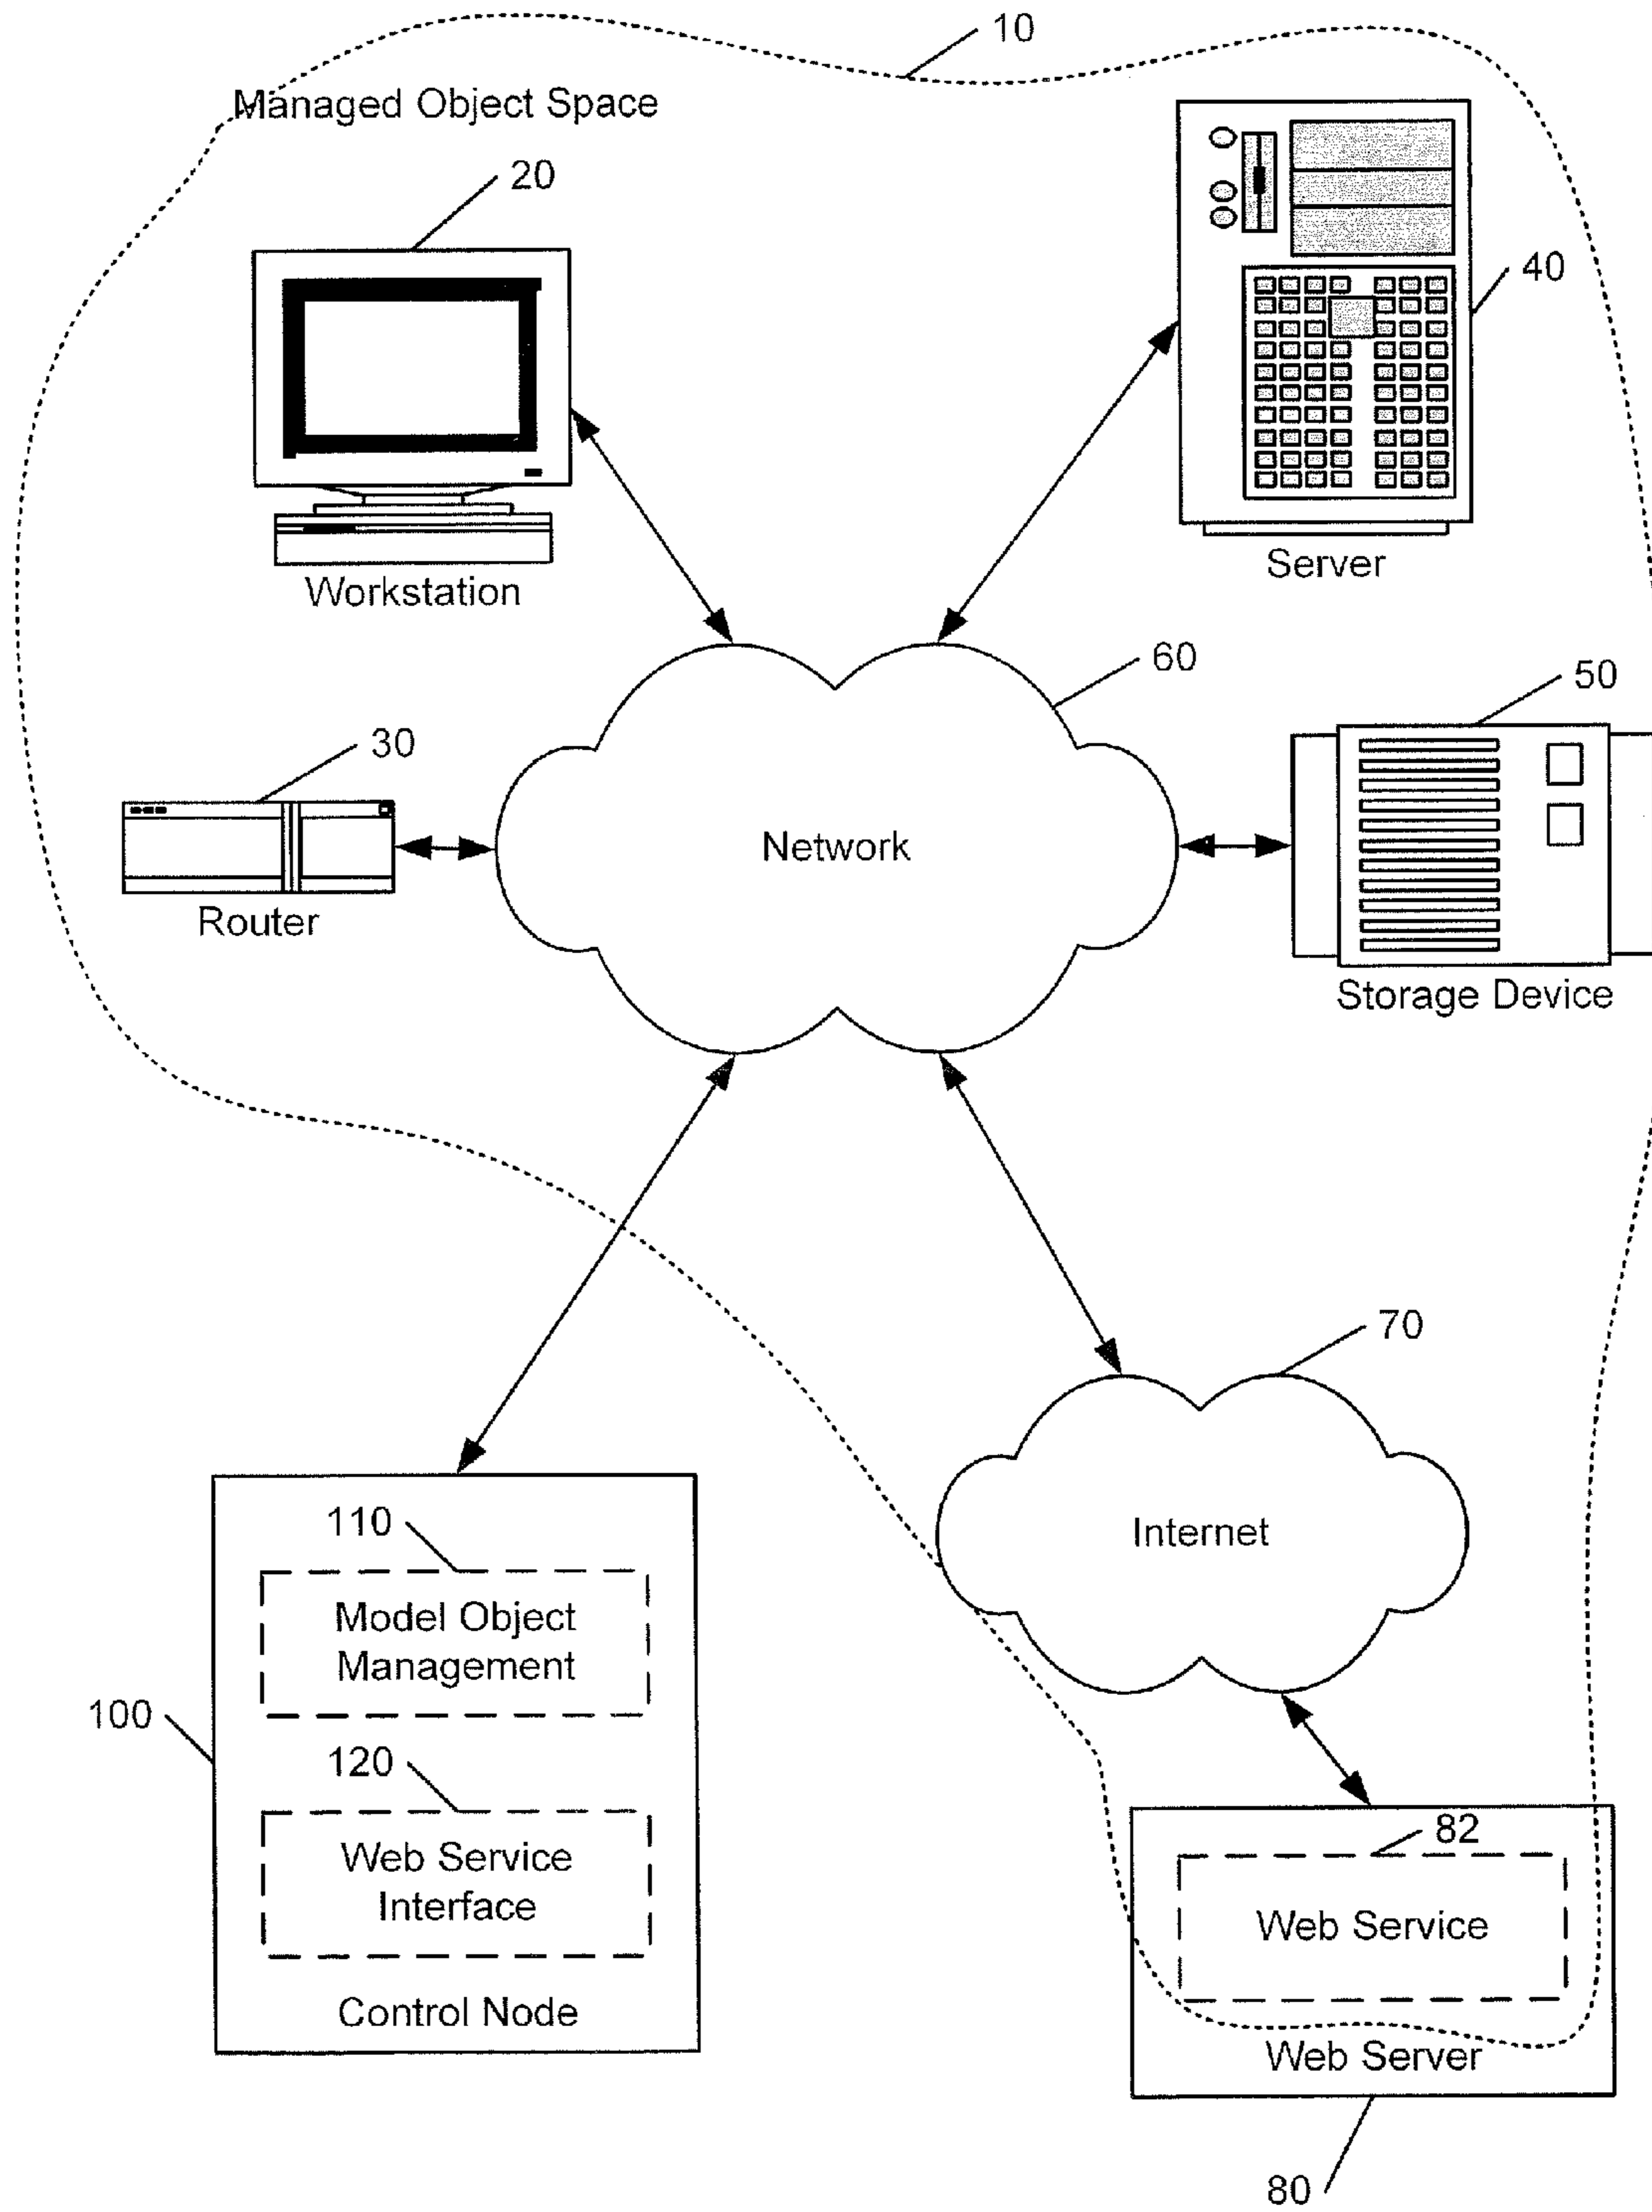 10
Managed Object Space
20
40
Workstation
Server
60
50
30
Network
Router
Storage Device
70
110
Internet
Model Object
Management
100
120
82
Web Service
Interface
Web Service
Control Node
Web Server
80